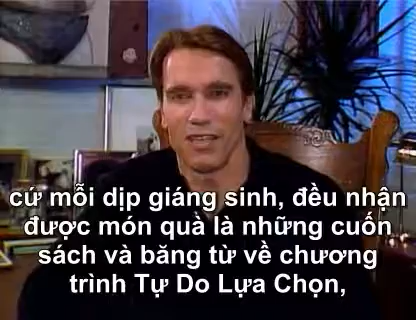 cứ mỗi dịp giáng sinh, đều nhận
được món quà là những cuốn
sách và băng từ về chương
trình Tự Do Lựa Chọn,